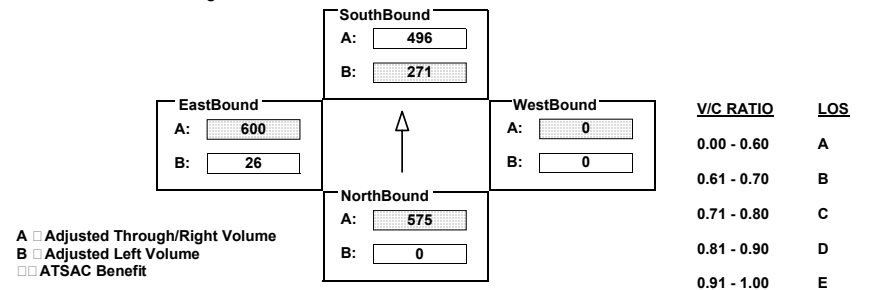 SouthBound
A: 496
B: 271
EastBound
A: 600
B: 26
WestBound
A: 0
B: 0
NorthBound
A: 575
B: 0
A □ Adjusted Through/Right Volume
B □ Adjusted Left Volume
□□ ATSAC Benefit
V/C RATIO LOS
0.00 - 0.60 A
0.61 - 0.70 B
0.71 - 0.80 C
0.81 - 0.90 D
0.91 - 1.00 E